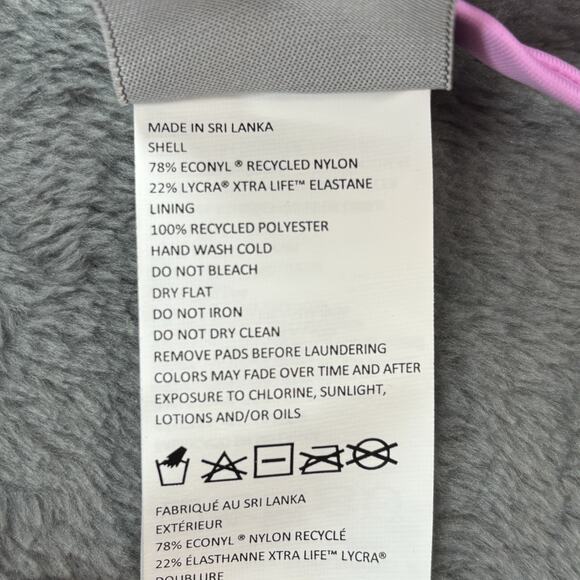 MADE IN SRI LANKA
SHELL
78% ECONYL® RECYCLED NYLON
22% LYCRA® XTRA LIFE™ ELASTANE
LINING
100% RECYCLED POLYESTER
HAND WASH COLD
DO NOT BLEACH
DRY FLAT
DO NOT IRON
DO NOT DRY CLEAN
REMOVE PADS BEFORE LAUNDERING
COLORS MAY FADE OVER TIME AND AFTER
EXPOSURE TO CHLORINE, SUNLIGHT,
LOTIONS AND/OR OILS
FABRIQUÉ AU SRI LANKA
EXTÉRIEUR
78% ECONYL® NYLON RECYCLÉ
22% ÉLASTHANNE XTRA LIFE™ LYCRA®
DOUBLURE